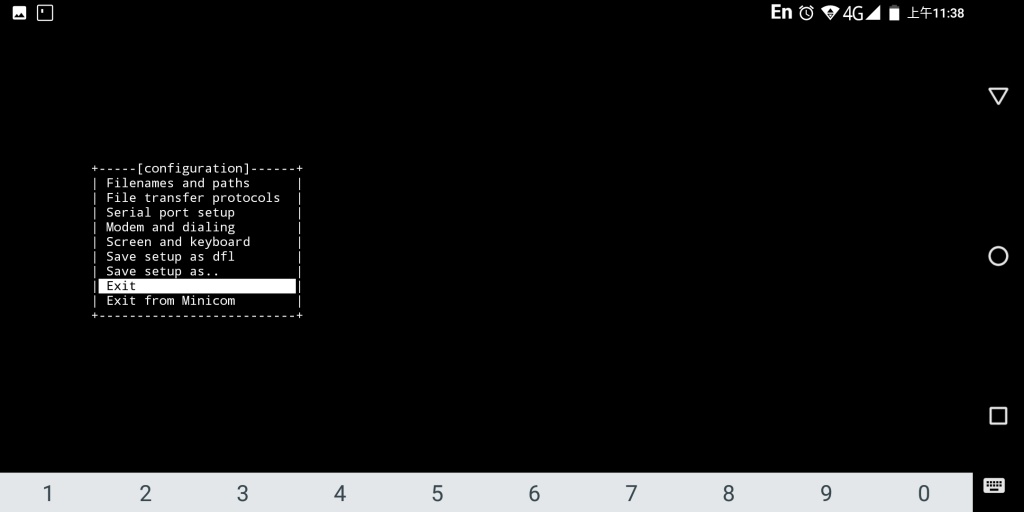 En 4G 上午11:38
+-----[configuration]------+
| Filenames and paths      |
| File transfer protocols  |
| Serial port setup        |
| Modem and dialing        |
| Screen and keyboard      |
| Save setup as dfl        |
| Save setup as..          |
| Exit                     |
| Exit from Minicom        |
+--------------------------+
1 2 3 4 5 6 7 8 9 0